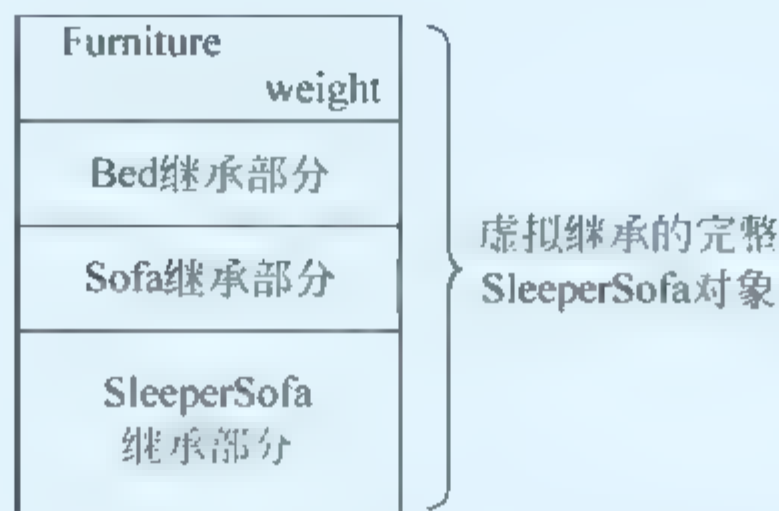 Furniture
weight
Bed继承部分
Sofa继承部分
SleeperSofa
继承部分
虚拟继承的完整
SleeperSofa对象